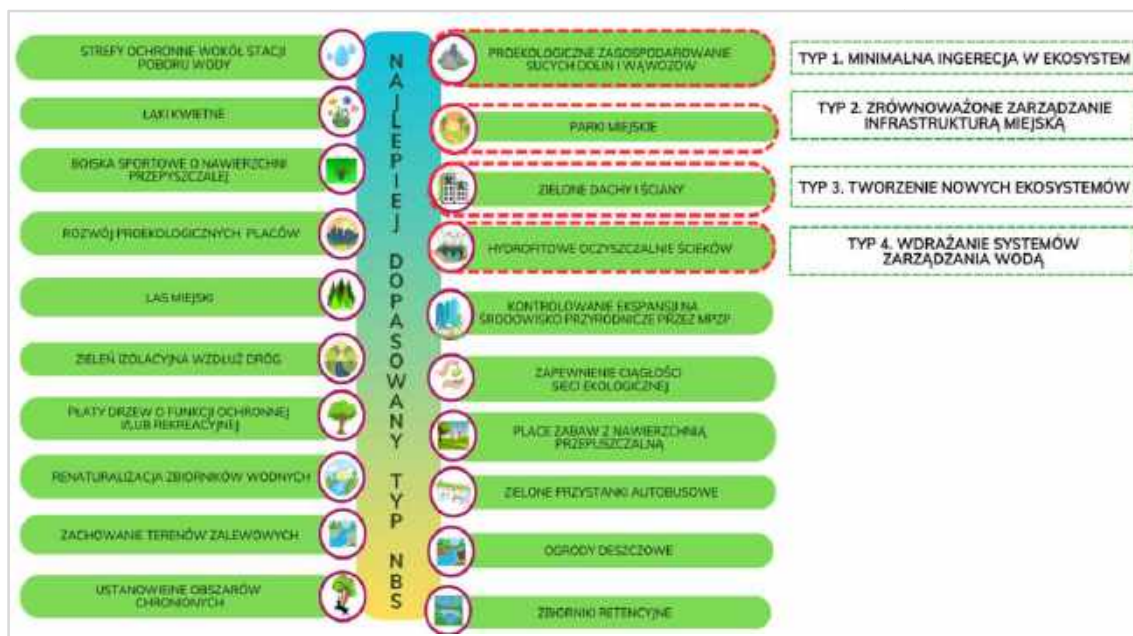 STREFY OCHRONNE WOKÓŁ STACJI
POBORU WODY
ŁĄKI KWIETNE
BOISKA SPORTOWE O NAWIERZCHNI
PRZEPYSZCZALEJ
ROZWÓJ PROEKOLOGICZNYCH PLACÓW
LAS MIEJSKI
ZIELEŃ IZOLACYJNA WZDŁUŻ DRÓG
PŁATY DRZEW O FUNKCJI OCHRONNEJ
I/LUB REKREACYJNEJ
RENATURALIZACJA ZBIORNIKÓW WODNYCH
ZACHOWANIE TERENÓW ZALEWOWYCH
USTANOWIEINE OBSZARÓW
CHRONIONYCH
NAJLEPIEJ DOPASOWANY TYP NBS
PROEKOLOGICZNE ZAGOSPODAROWANIE
SUCYCH DOLIN I WĄWOZÓW
PARKI MIEJSKIE
ZIELONE DACHY I ŚCIANY
HYDROFITOWE OCZYSZCZALNIE ŚCIEKÓW
KONTROLOWANIE EKSPANSJI NA
ŚRODOWISKO PRZYRODNICZE PRZEZ MPZP
ZAPEWNIENIE CIĄGŁOŚCI
SIECI EKOLOGICZNEJ
PLACE ZABAW Z NAWIERZCHNIĄ
PRZEPUSZCZALNĄ
ZIELONE PRZYSTANKI AUTOBUSOWE
OGRODY DESZCZOWE
ZBIORNIKI RETENCYJNE
TYP 1. MINIMALNA INGERECJA W EKOSYSTEM
TYP 2. ZRÓWNOWAŻONE ZARZĄDZANIE
INFRASTRUKTURĄ MIEJSKĄ
TYP 3. TWORZENIE NOWYCH EKOSYSTEMÓW
TYP 4. WDRAŻANIE SYSTEMÓW
ZARZĄDZANIA WODĄ